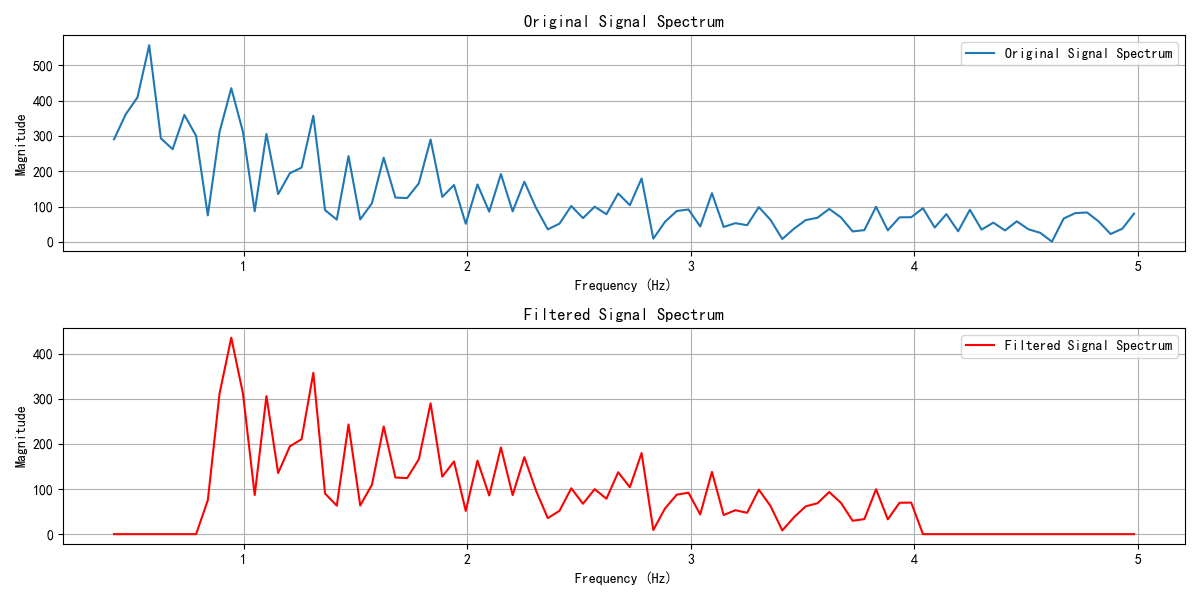 Original Signal Spectrum
Original Signal Spectrum
Magnitude
500
400
300
200
100
0
1 2 3 4 5
Frequency (Hz)
Filtered Signal Spectrum
Filtered Signal Spectrum
Magnitude
400
300
200
100
0
1 2 3 4 5
Frequency (Hz)